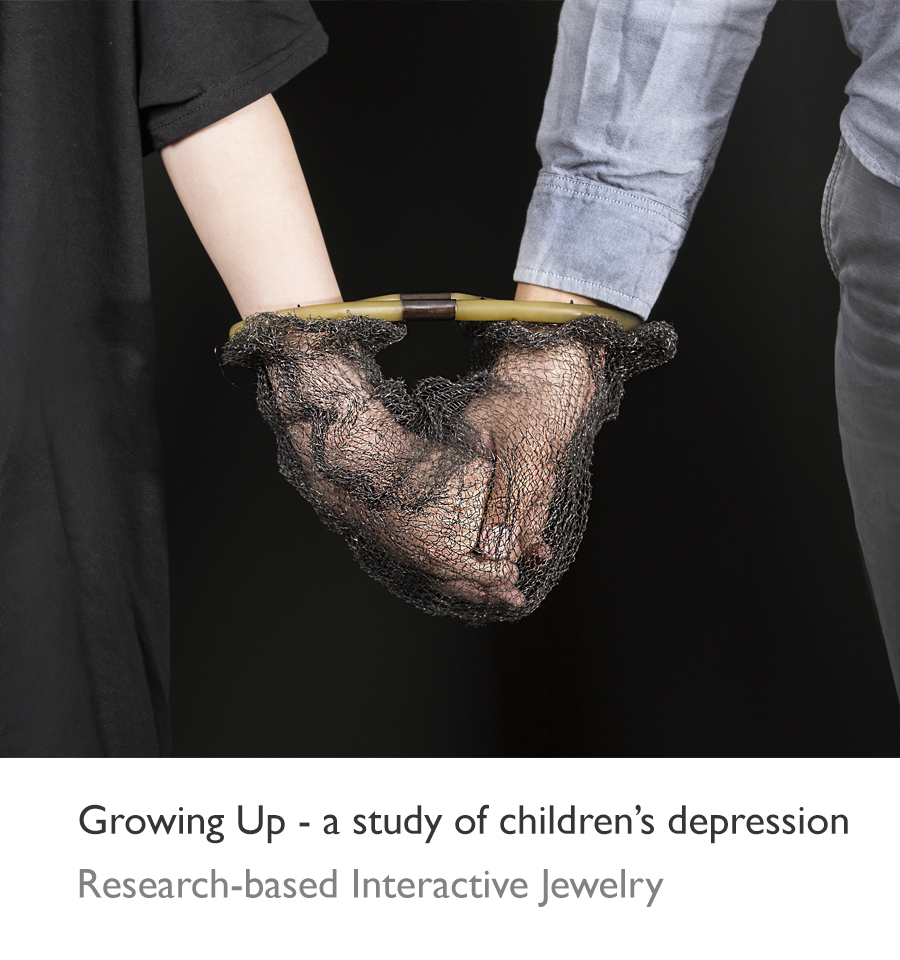 Growing Up - a study of children’s depression
Research-based Interactive Jewelry